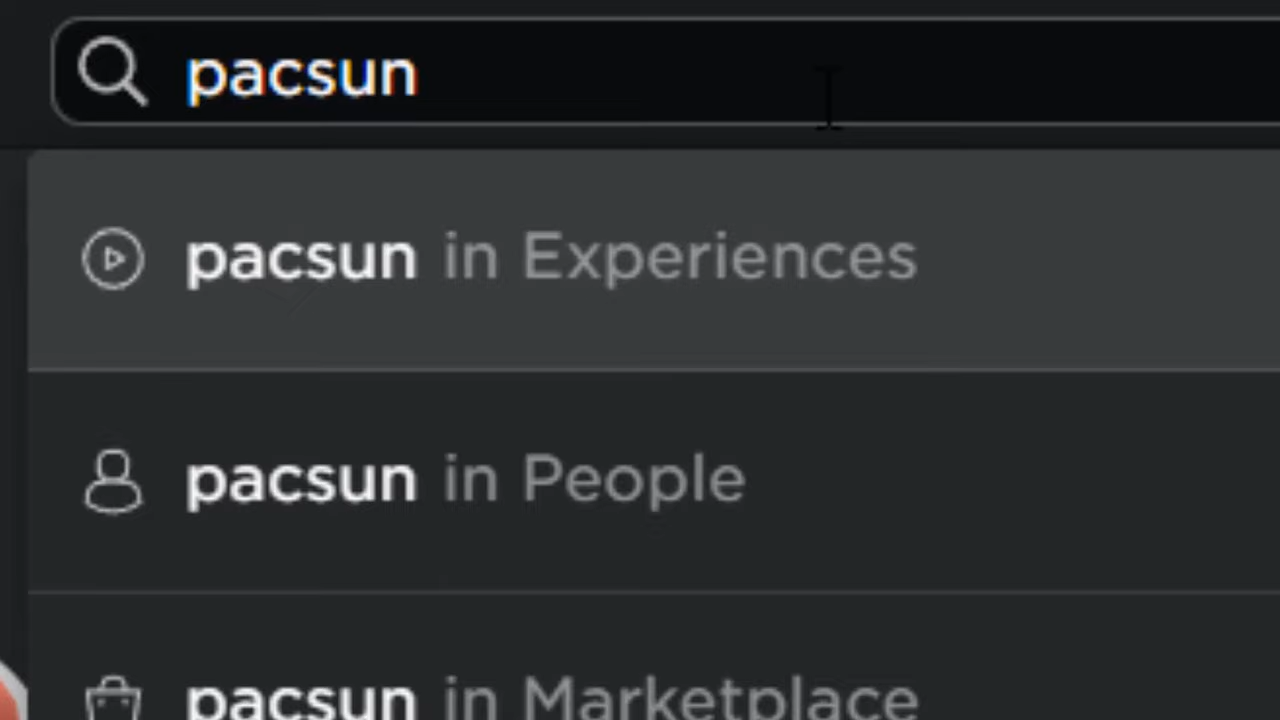 pacsun
pacsun in Experiences
pacsun in People
pacsun in Marketplace